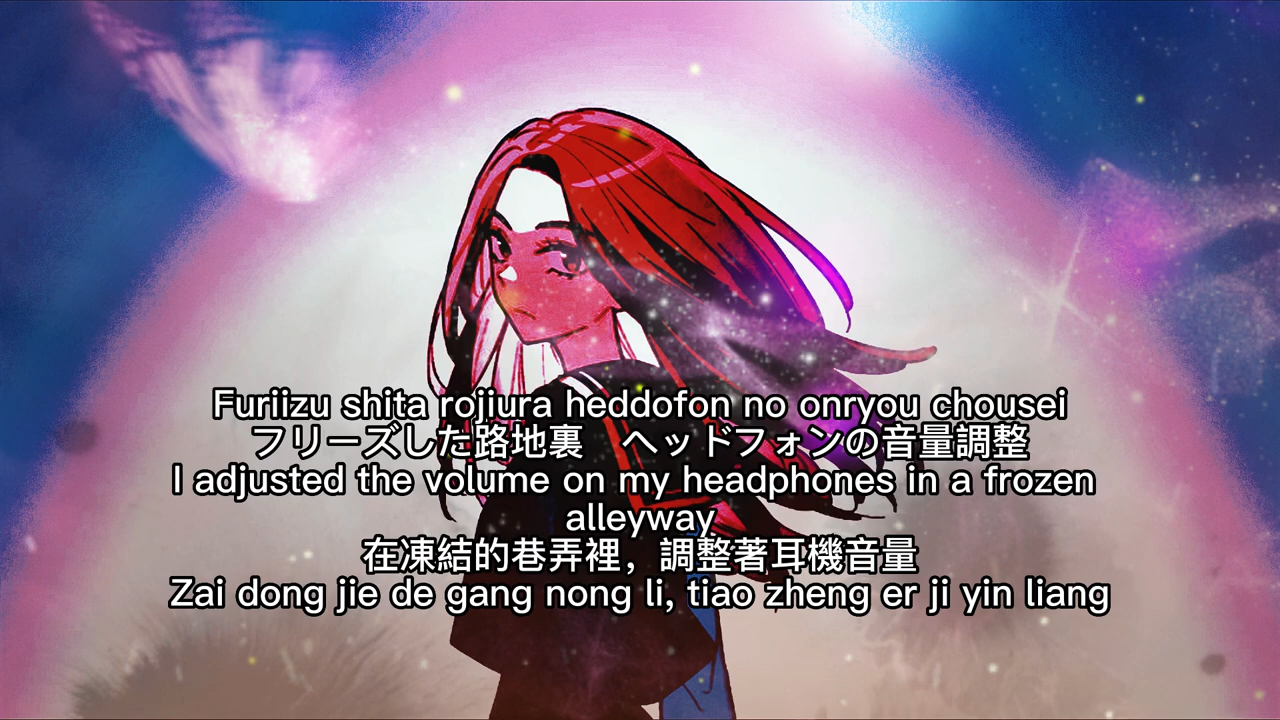 Furiizu shita rojiura heddofon no onryou chousei
フリーズした路地裏　ヘッドフォンの音量調整
I adjusted the volume on my headphones in a frozen
alleyway
在凍結的巷弄裡，調整著耳機音量
Zai dong jie de gang nong li, tiao zheng er ji yin liang